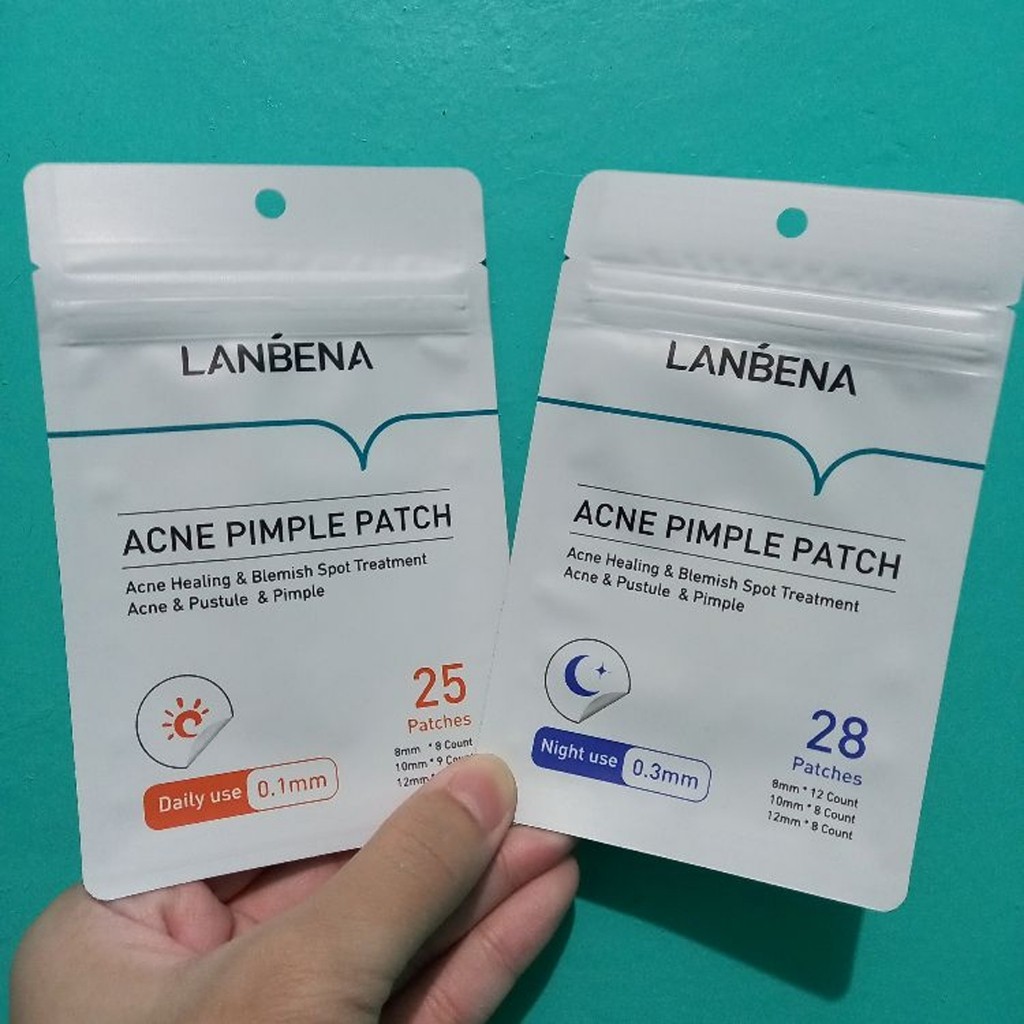 LANBENA
ACNE PIMPLE PATCH
Acne Healing & Blemish Spot Treatment
Acne & Pustule & Pimple
25
Patches
8mm * 8 Count
10mm * 9 Count
12mm
Daily use 0.1mm
LANBENA
ACNE PIMPLE PATCH
Acne Healing & Blemish Spot Treatment
Acne & Pustule & Pimple
28
Patches
8mm * 12 Count
10mm * 8 Count
12mm * 8 Count
Night use 0.3mm